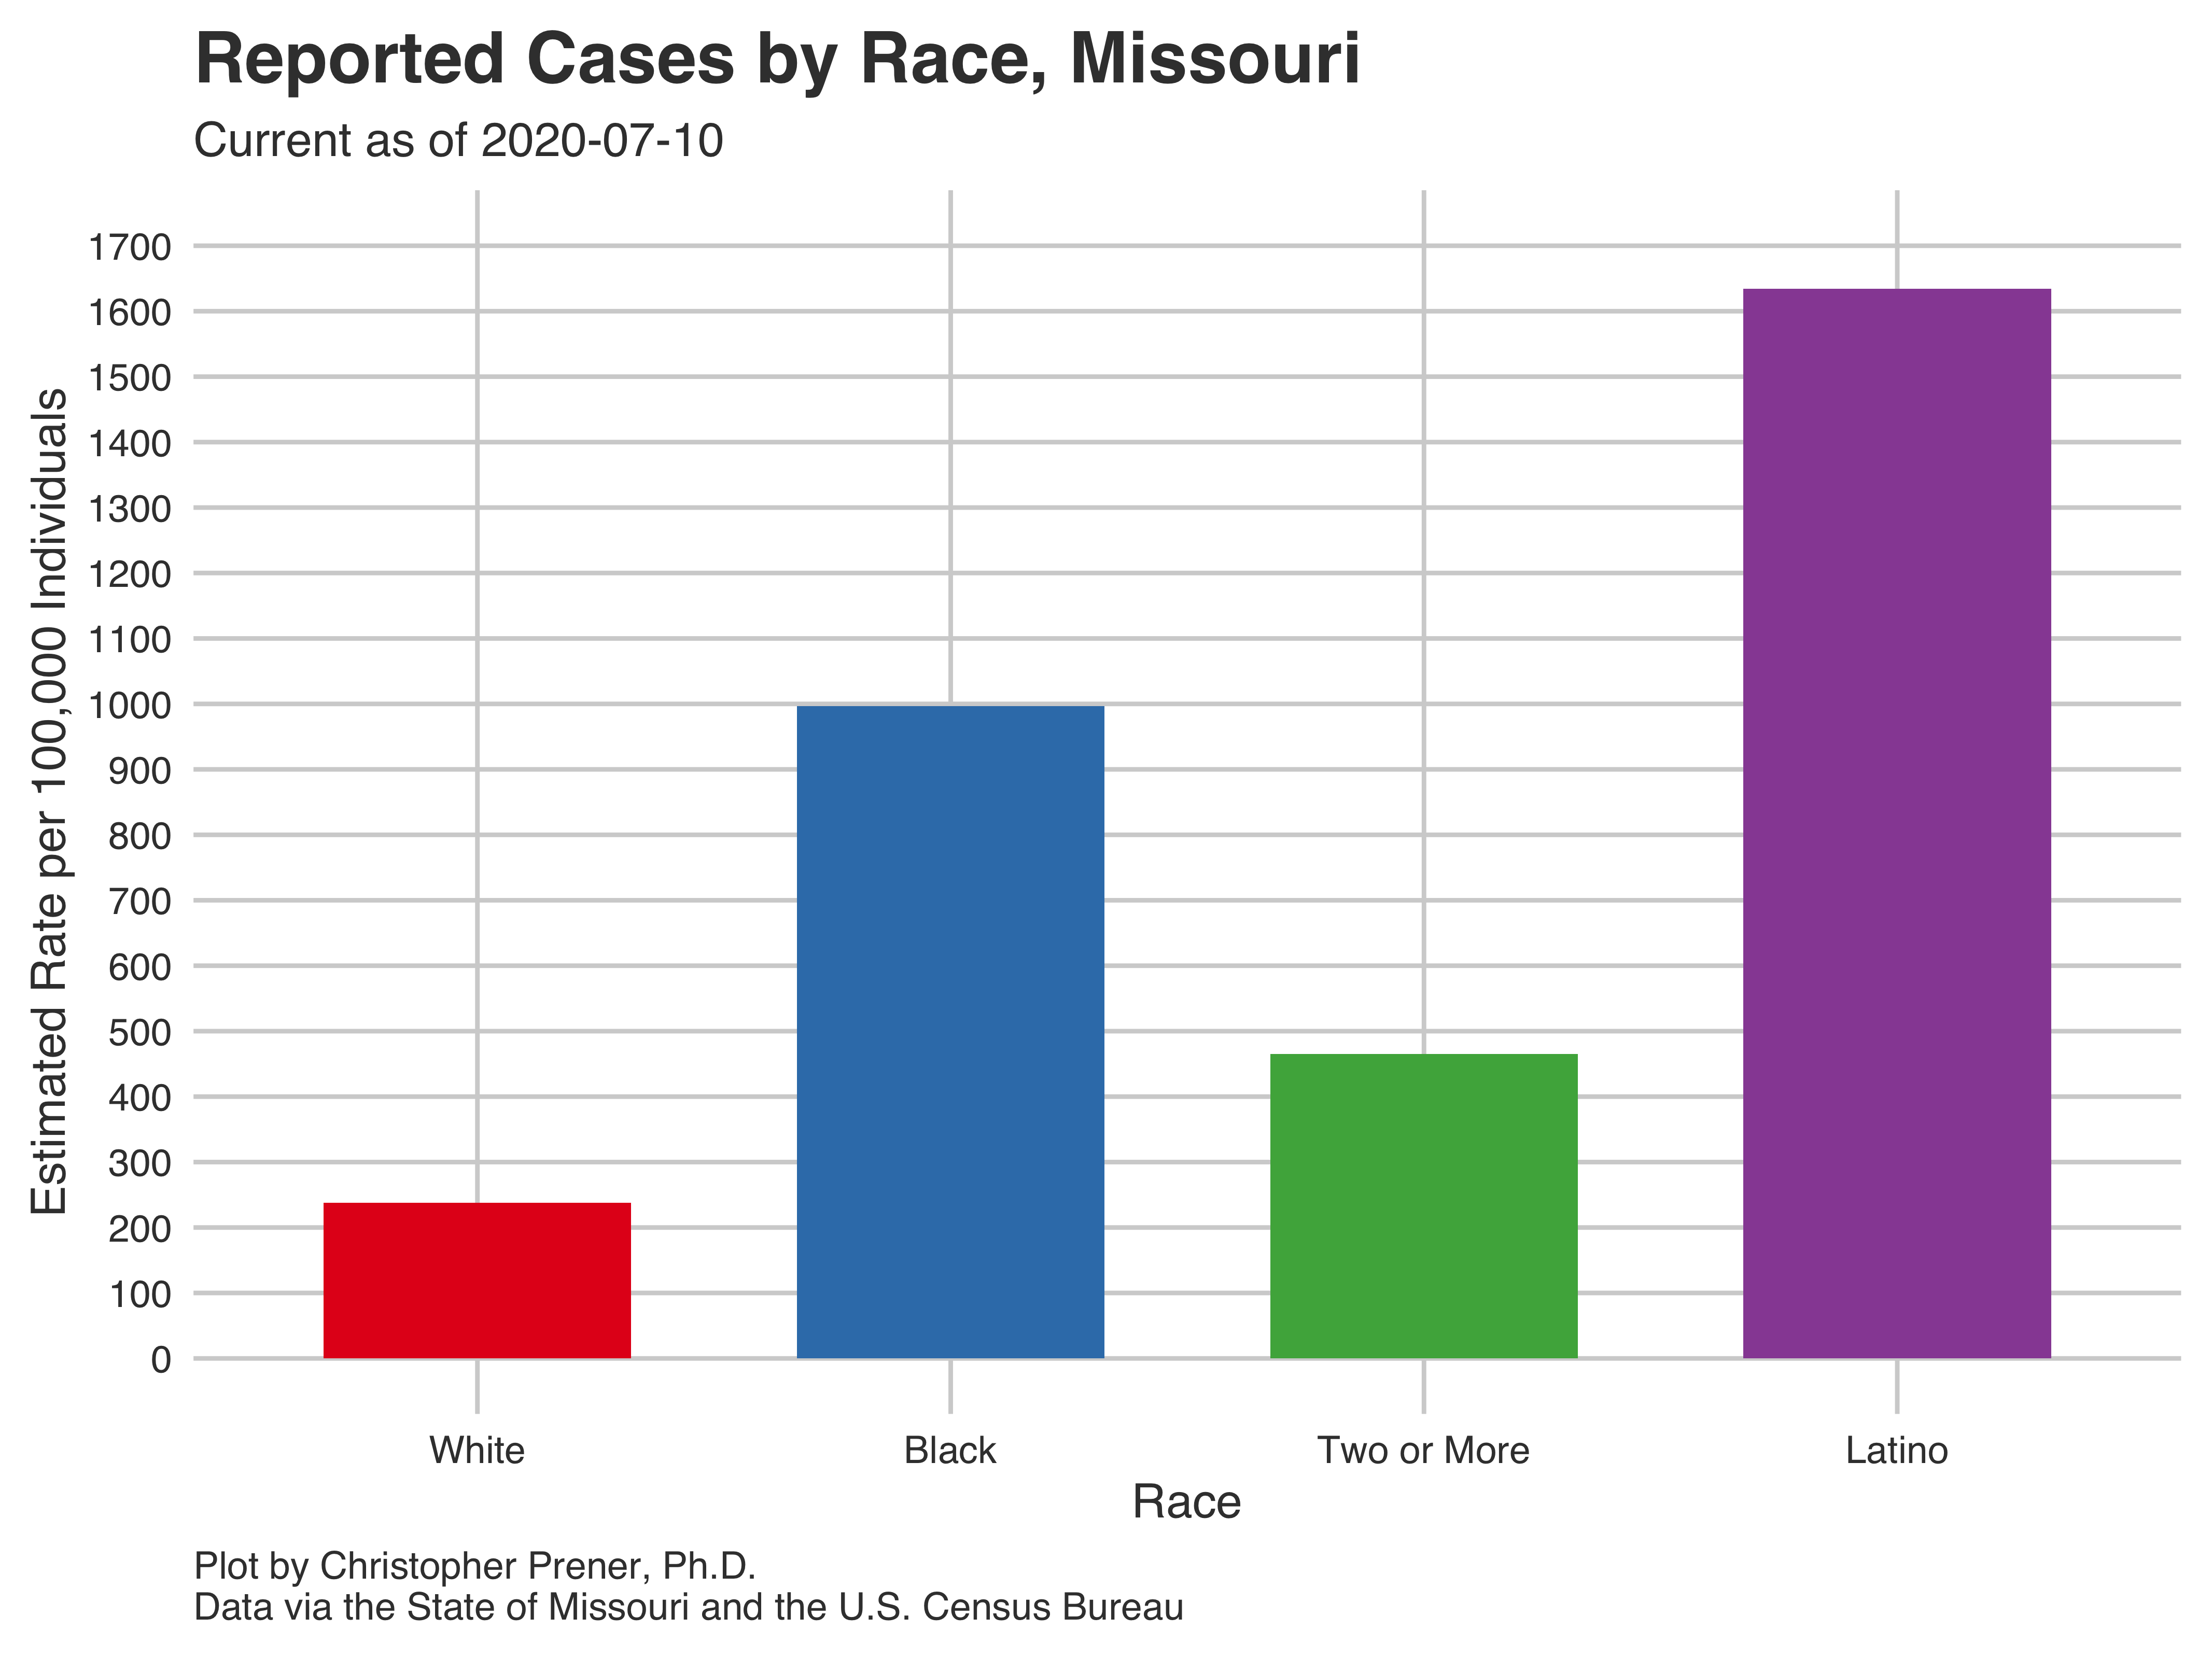 Reported Cases by Race, Missouri
Current as of 2020-07-10
Estimated Rate per 100,000 Individuals
1700
1600
1500
1400
1300
1200
1100
1000
900
800
700
600
500
400
300
200
100
0
White
Black
Two or More
Latino
Race
Plot by Christopher Prener, Ph.D.
Data via the State of Missouri and the U.S. Census Bureau